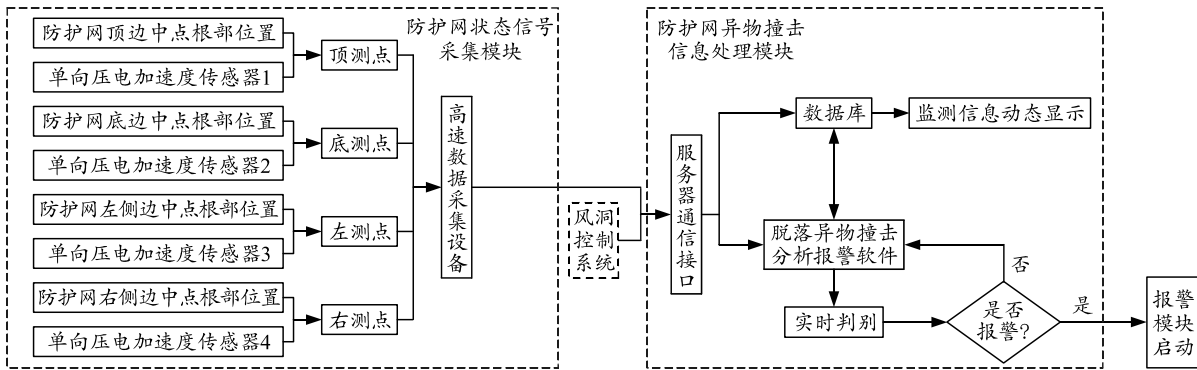 防护网状态信号
采集模块
防护网顶边中点根部位置
单向压电加速度传感器1
顶测点
防护网底边中点根部位置
单向压电加速度传感器2
底测点
防护网左侧边中点根部位置
单向压电加速度传感器3
左测点
防护网右侧边中点根部位置
单向压电加速度传感器4
右测点
高速数据采集设备
风洞
控制
系统
防护网异物撞击
信息处理模块
服务器通信接口
数据库
监测信息动态显示
脱落异物撞击
分析报警软件
实时判别
是否
报警?
否
是
报警
模块
启动